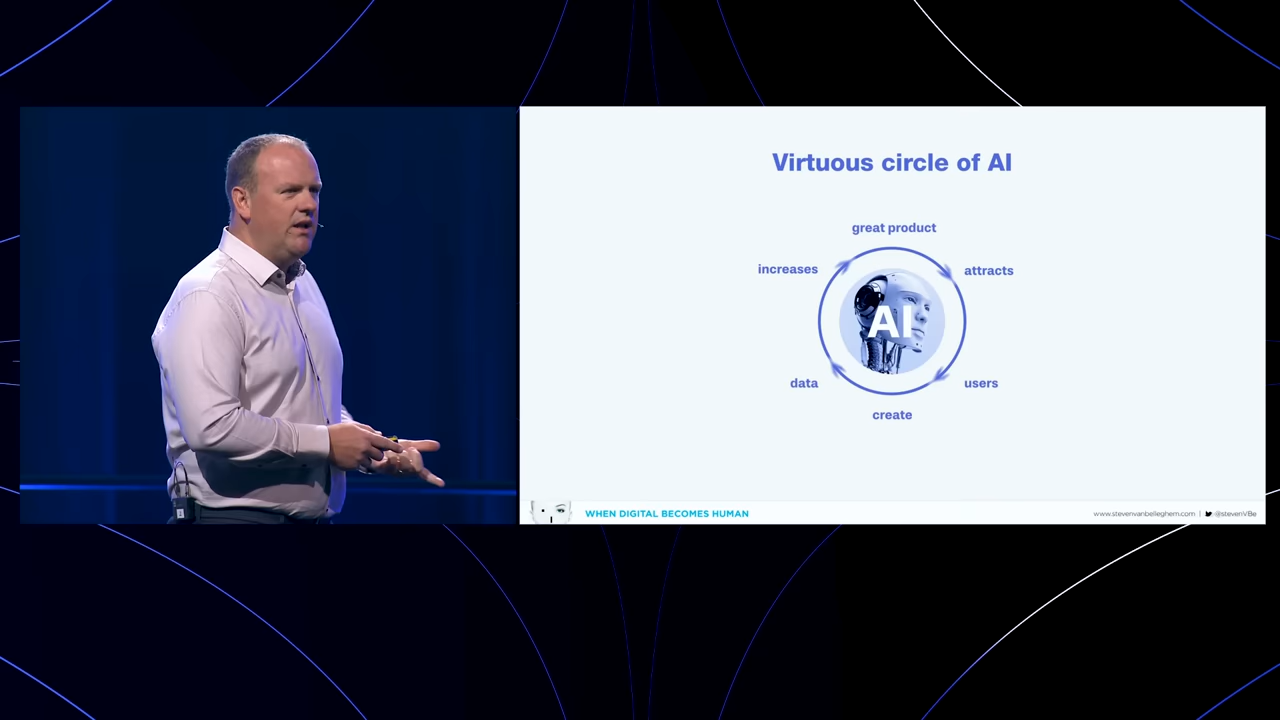 Virtuous circle of AI
great product
increases
attracts
AI
data
users
create
WHEN DIGITAL BECOMES HUMAN
www.stevenvanbelleghem.com | @stevenVBe